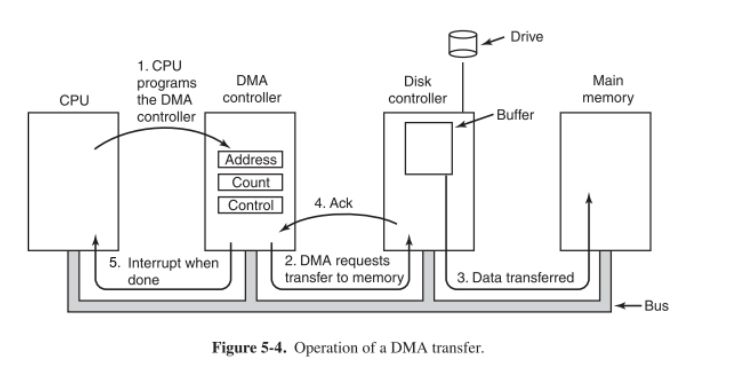 Drive
1. CPU
programs
the DMA
controller
CPU
DMA
controller
Disk
controller
Main
memory
Buffer
Address
Count
Control
4. Ack
5. Interrupt when
done
2. DMA requests
transfer to memory
3. Data transferred
Bus
Figure 5-4. Operation of a DMA transfer.